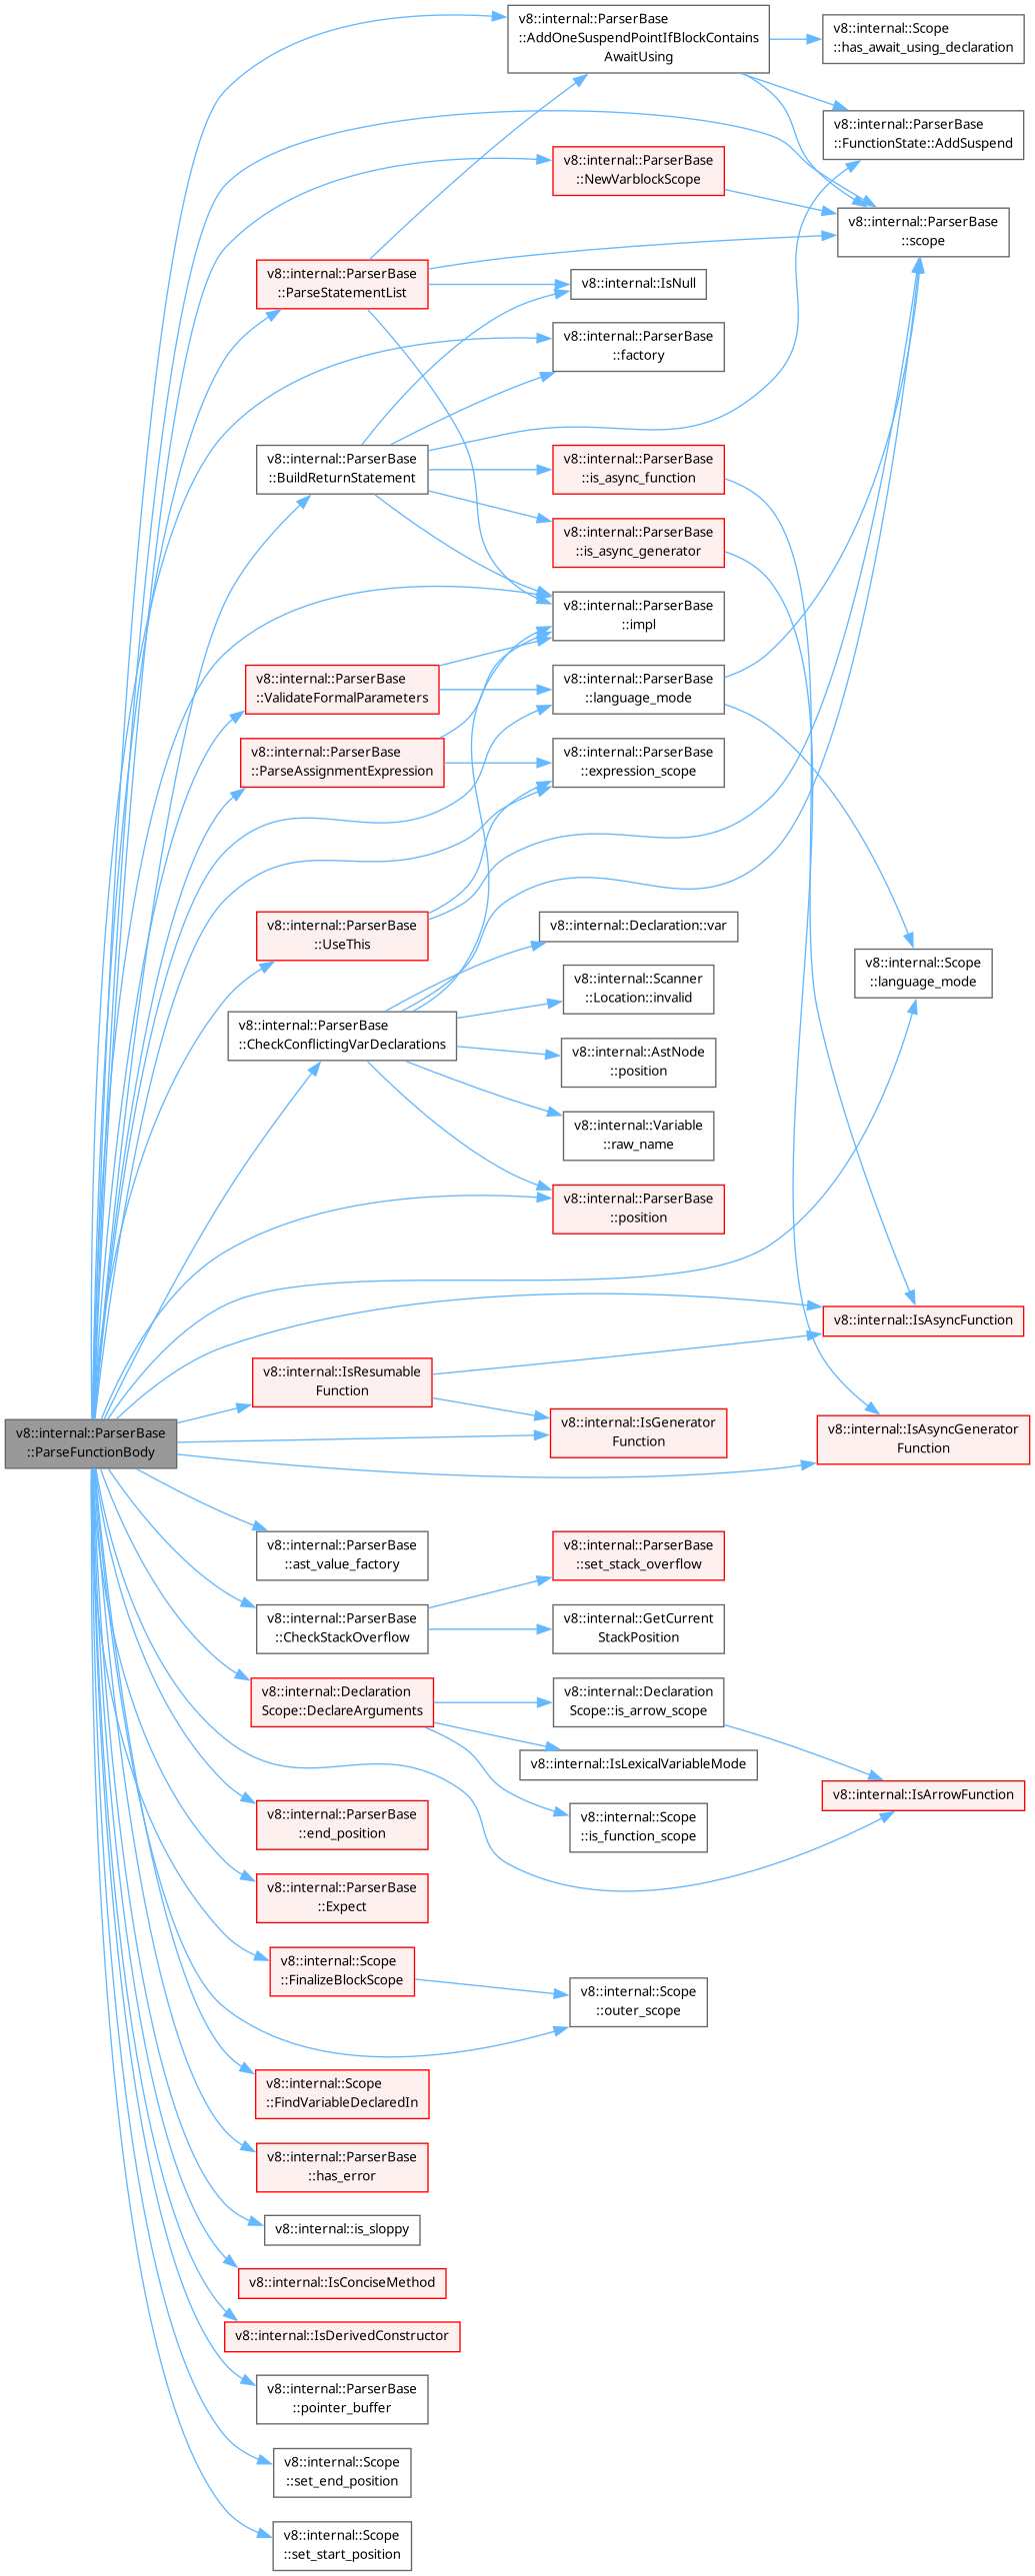 v8::internal::ParserBase
::AddOneSuspendPointIfBlockContains
AwaitUsing
v8::internal::Scope
::has_await_using_declaration
v8::internal::ParserBase
::FunctionState::AddSuspend
v8::internal::ParserBase
::NewVarblockScope
v8::internal::ParserBase
::scope
v8::internal::ParserBase
::ParseStatementList
v8::internal::IsNull
v8::internal::ParserBase
::factory
v8::internal::ParserBase
::BuildReturnStatement
v8::internal::ParserBase
::is_async_function
v8::internal::ParserBase
::is_async_generator
v8::internal::ParserBase
::impl
v8::internal::ParserBase
::ValidateFormalParameters
v8::internal::ParserBase
::language_mode
v8::internal::ParserBase
::ParseAssignmentExpression
v8::internal::ParserBase
::expression_scope
v8::internal::ParserBase
::UseThis
v8::internal::Declaration::var
v8::internal::Scope
::language_mode
v8::internal::Scanner
::Location::invalid
v8::internal::ParserBase
::CheckConflictingVarDeclarations
v8::internal::AstNode
::position
v8::internal::Variable
::raw_name
v8::internal::ParserBase
::position
v8::internal::IsAsyncFunction
v8::internal::IsResumable
Function
v8::internal::IsGenerator
Function
v8::internal::IsAsyncGenerator
Function
v8::internal::ParserBase
::ParseFunctionBody
v8::internal::ParserBase
::ast_value_factory
v8::internal::ParserBase
::set_stack_overflow
v8::internal::ParserBase
::CheckStackOverflow
v8::internal::GetCurrent
StackPosition
v8::internal::Declaration
Scope::DeclareArguments
v8::internal::Declaration
Scope::is_arrow_scope
v8::internal::IsLexicalVariableMode
v8::internal::IsArrowFunction
v8::internal::ParserBase
::end_position
v8::internal::Scope
::is_function_scope
v8::internal::ParserBase
::Expect
v8::internal::Scope
::FinalizeBlockScope
v8::internal::Scope
::outer_scope
v8::internal::Scope
::FindVariableDeclaredIn
v8::internal::ParserBase
::has_error
v8::internal::is_sloppy
v8::internal::IsConciseMethod
v8::internal::IsDerivedConstructor
v8::internal::ParserBase
::pointer_buffer
v8::internal::Scope
::set_end_position
v8::internal::Scope
::set_start_position